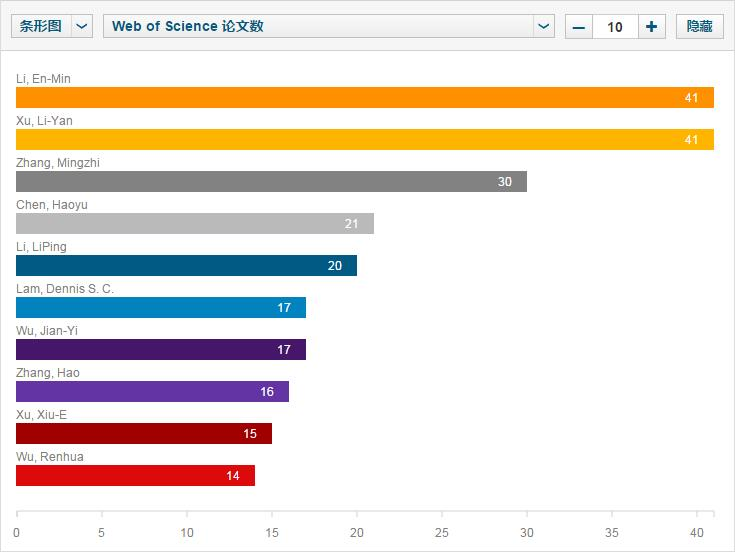 条形图 Web of Science 论文数 10 隐藏
Li, En-Min
41
Xu, Li-Yan
41
Zhang, Mingzhi
30
Chen, Haoyu
21
Li, LiPing
20
Lam, Dennis S. C.
17
Wu, Jian-Yi
17
Zhang, Hao
16
Xu, Xiu-E
15
Wu, Renhua
14
0 5 10 15 20 25 30 35 40